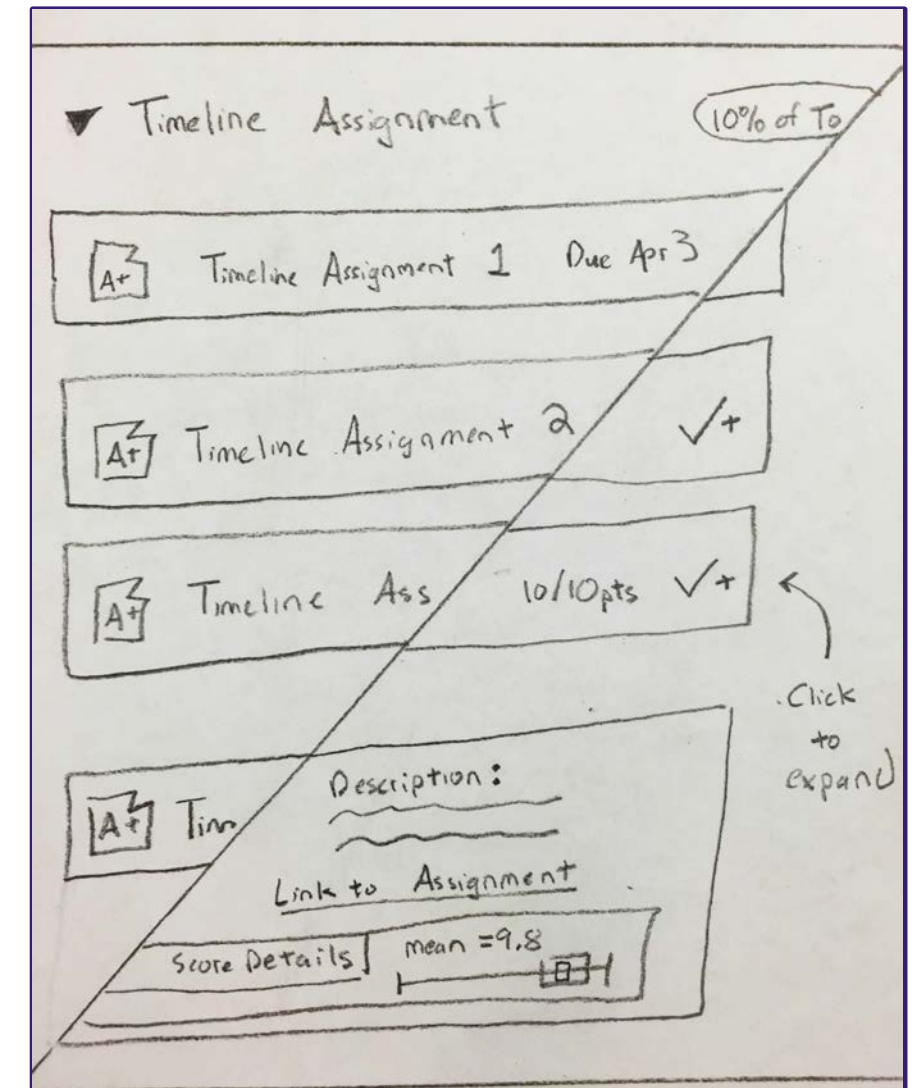 ▼ Timeline Assignment
10% of To
A+ Timeline Assignment 1 Due Apr 3
A+ Timeline Assignment 2 ✓+
A+ Timeline Ass 10/10pts ✓+
Click
to
expand
A+ Tim
Description:
Link to Assignment
Score Details mean = 9.8